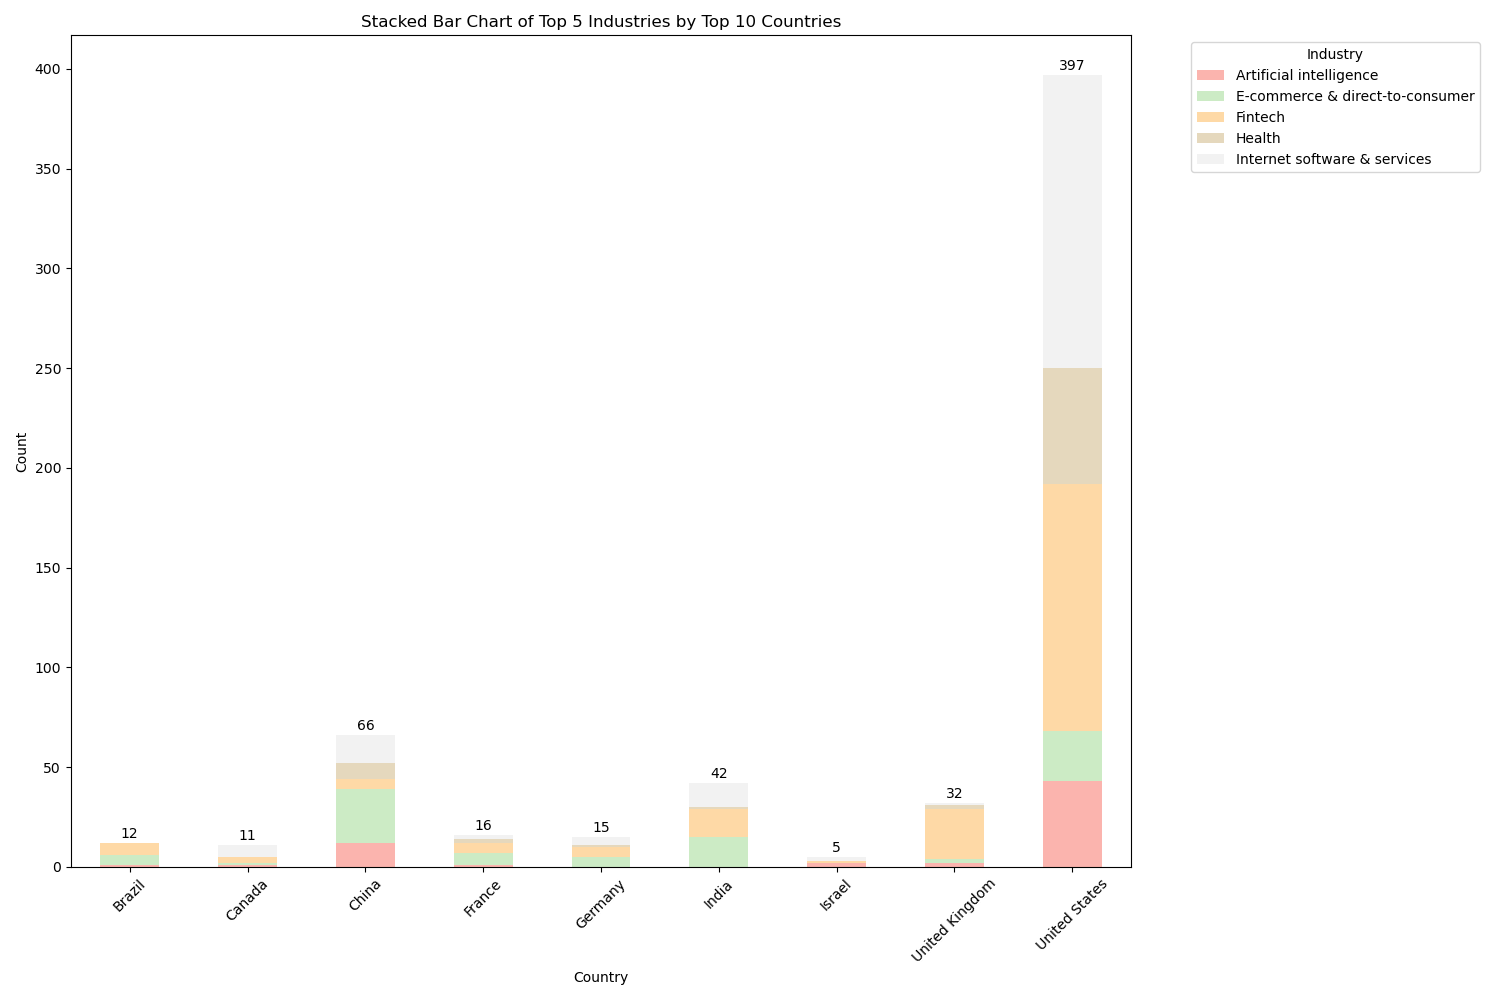 Stacked Bar Chart of Top 5 Industries by Top 10 Countries
Industry
Artificial intelligence
E-commerce & direct-to-consumer
Fintech
Health
Internet software & services
Count
400
350
300
250
200
150
100
50
0
12
11
66
16
15
42
5
32
397
Brazil
Canada
China
France
Germany
India
Israel
United Kingdom
United States
Country